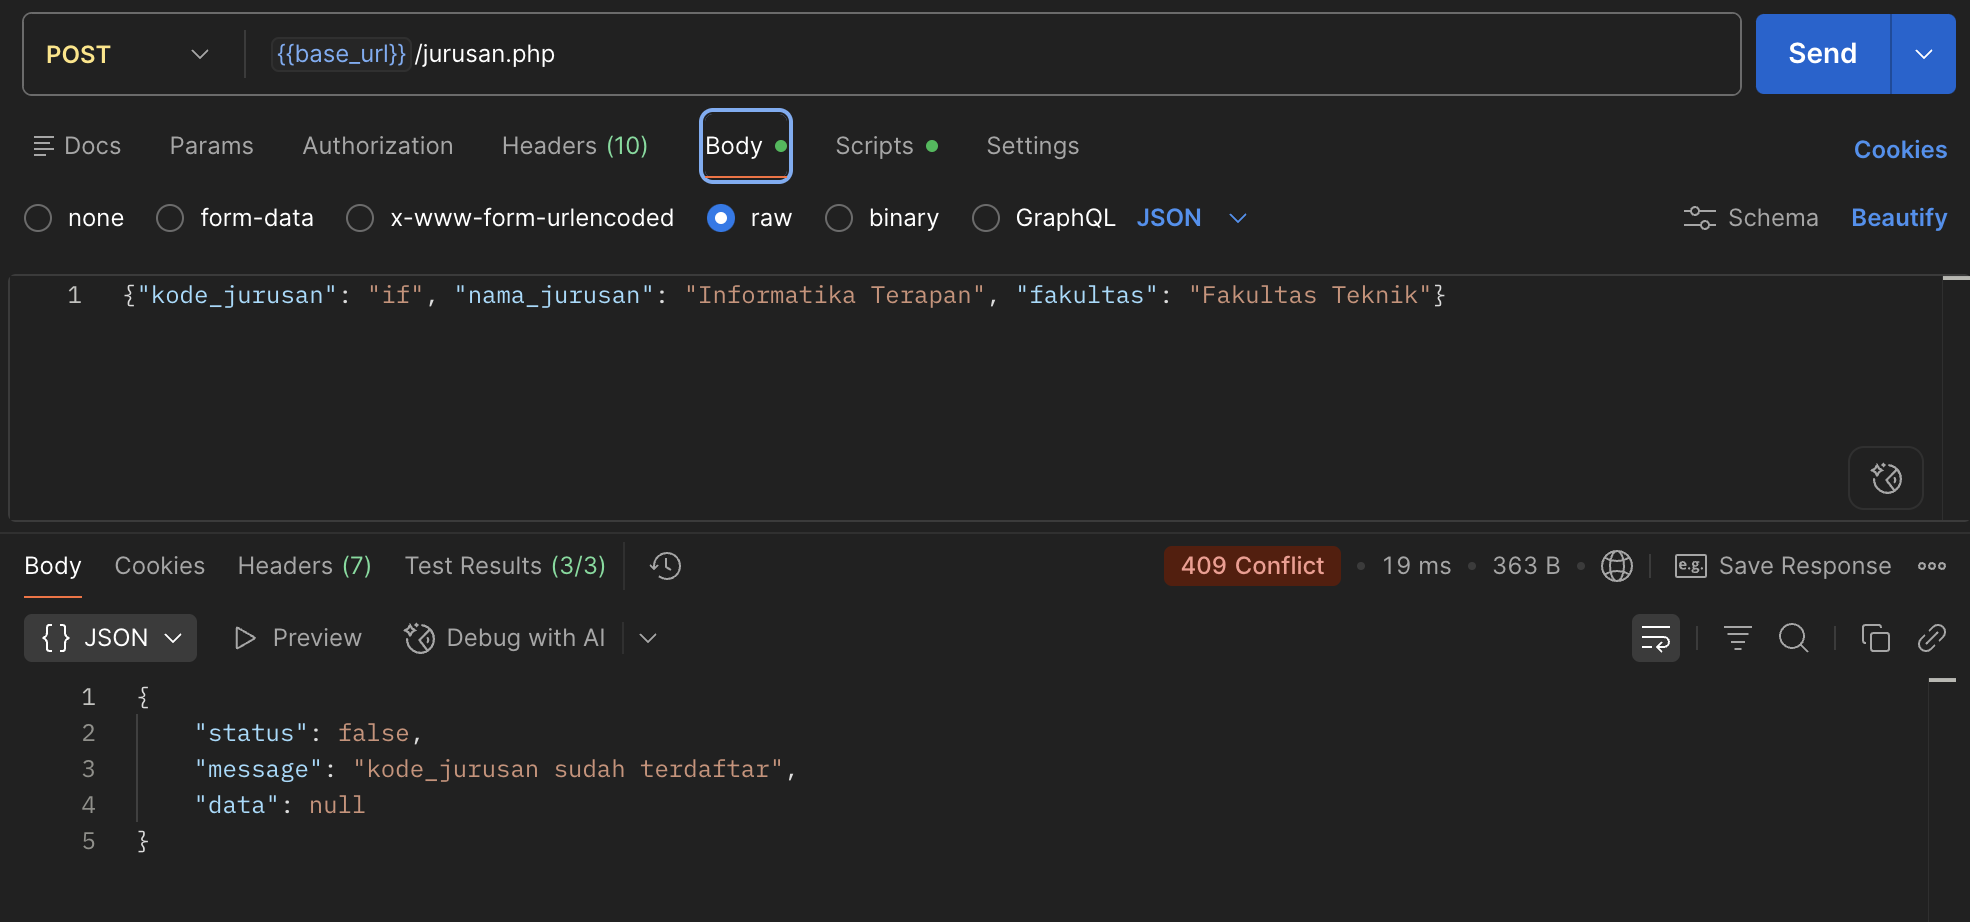 POST {{base_url}}/jurusan.php Send
Docs Params Authorization Headers (10) Body Scripts Settings Cookies
none form-data x-www-form-urlencoded raw binary GraphQL JSON Schema Beautify
1 {"kode_jurusan": "if", "nama_jurusan": "Informatika Terapan", "fakultas": "Fakultas Teknik"}
Body Cookies Headers (7) Test Results (3/3) 409 Conflict • 19 ms • 363 B • e.g. Save Response
{} JSON Preview Debug with AI
1 {
2 "status": false,
3 "message": "kode_jurusan sudah terdaftar",
4 "data": null
5 }